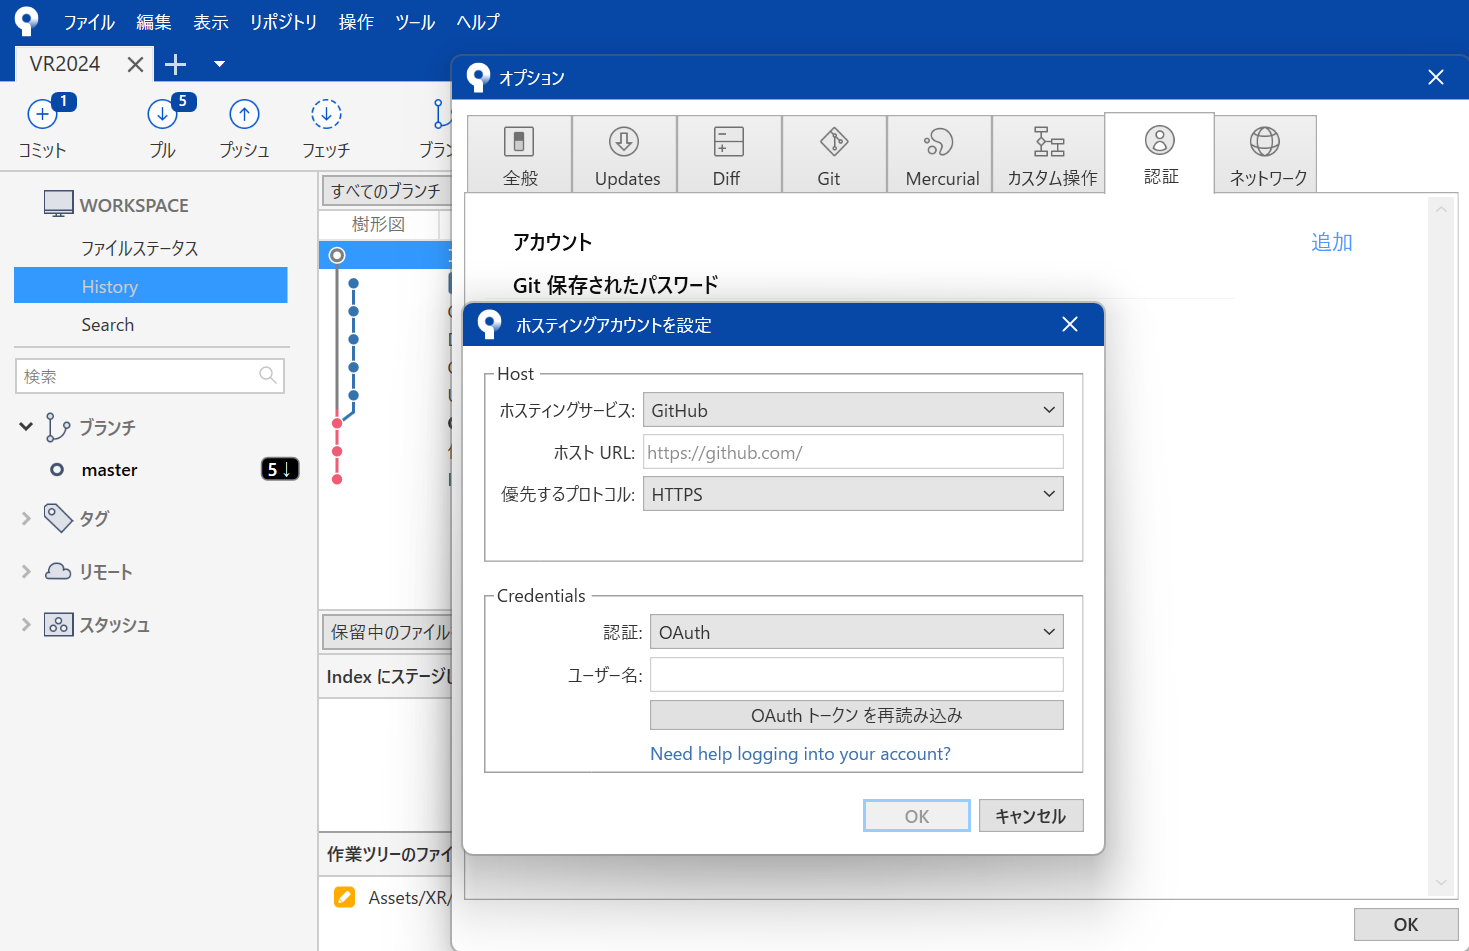 ファイル 編集 表示 リポジトリ 操作 ツール ヘルプ
VR2024
オプション
1
5
コミット プル プッシュ フェッチ ブラン
全般 Updates Diff Git Mercurial カスタム操作 認証 ネットワーク
WORKSPACE
ファイルステータス
History
Search
検索
ブランチ
master 5↓
タグ
リモート
スタッシュ
すべてのブランチ
樹形図
保留中のファイル
Index にステージし
作業ツリーのファイ
Assets/XR/
アカウント 追加
Git 保存されたパスワード
ホスティングアカウントを設定
Host
ホスティングサービス: GitHub
ホスト URL: https://github.com/
優先するプロトコル: HTTPS
Credentials
認証: OAuth
ユーザー名:
OAuth トークン を再読み込み
Need help logging into your account?
OK キャンセル
OK